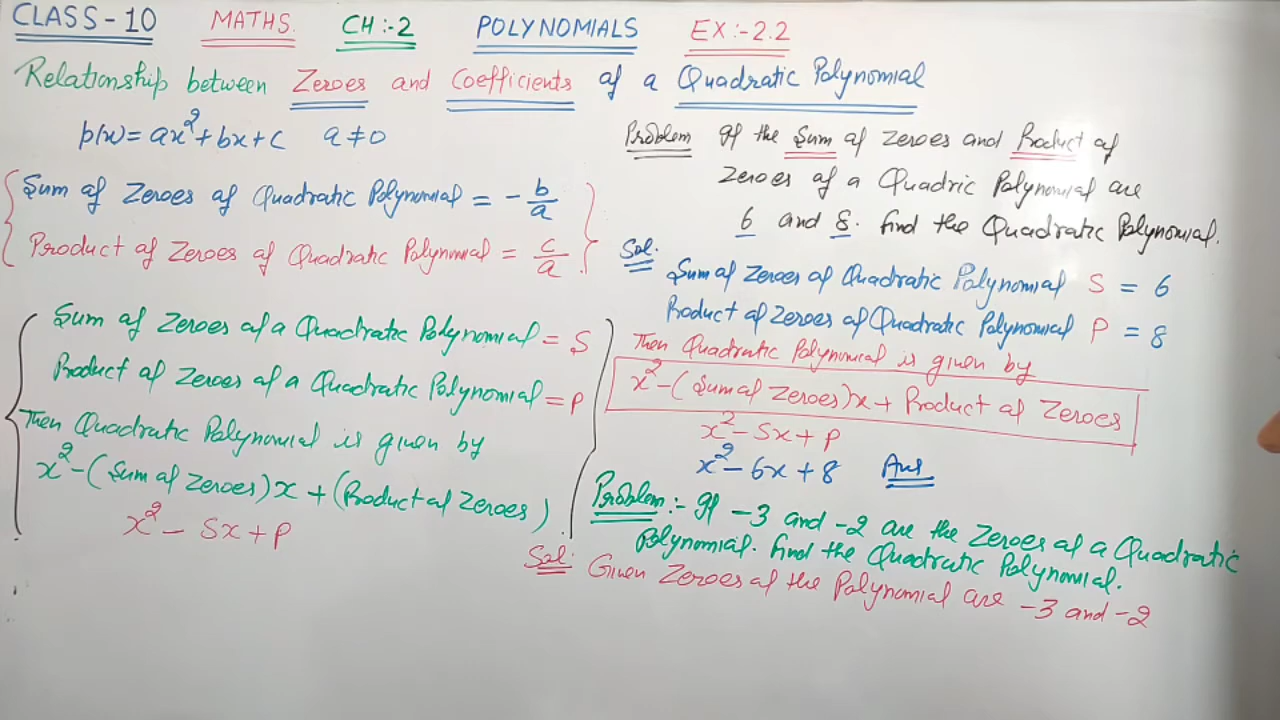 CLASS-10 MATHS. CH:-2 POLYNOMIALS EX:-2.2
Relationship between Zeroes and Coefficients of a Quadratic Polynomial
p(x) = ax²+bx+c a ≠ 0
Sum of Zeroes of Quadratic Polynomial = - b/a
Product of Zeroes of Quadratic Polynomial = c/a
Sum of Zeroes of a Quadratic Polynomial = S
Product of Zeroes of a Quadratic Polynomial = P
Then Quadratic Polynomial is given by
x²-(Sum of Zeroes)x + (Product of Zeroes)
x² - Sx + P
Problem If the Sum of Zeroes and Product of
Zeroes of a Quadric Polynomial are
6 and 8. find the Quadratic Polynomial.
Sol:
Sum of Zeroes of Quadratic Polynomial S = 6
Product of Zeroes of Quadratic Polynomial P = 8
Then Quadratic Polynomial is given by
x²-(Sum of Zeroes)x + Product of Zeroes
x² - Sx + P
x² - 6x + 8 Ans
Problem:- If -3 and -2 are the Zeroes of a Quadratic
Polynomial. find the Quadratic Polynomial.
Sol: Given Zeroes of the Polynomial are -3 and -2